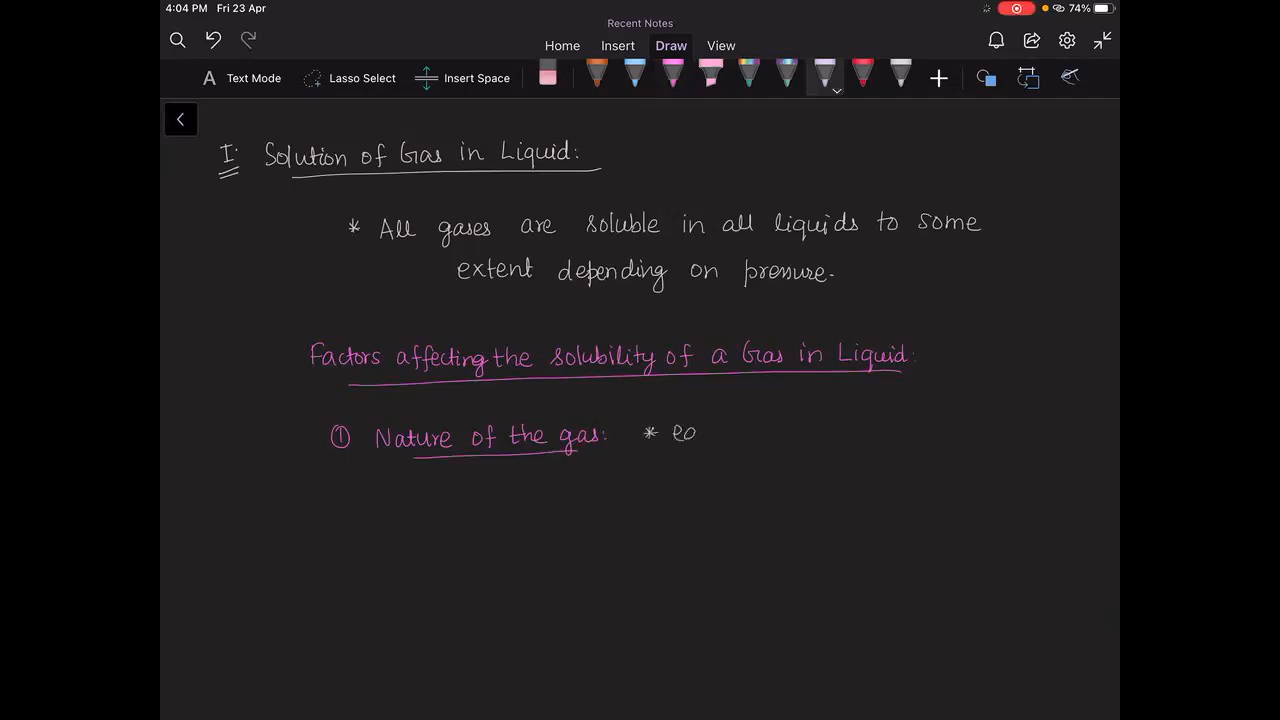 4:04 PM Fri 23 Apr
74%
Recent Notes
Home Insert Draw View
Text Mode Lasso Select Insert Space
I: Solution of Gas in Liquid:
* All gases are soluble in all liquids to some
extent depending on pressure.
Factors affecting the solubility of a Gas in Liquid:
① Nature of the gas: *